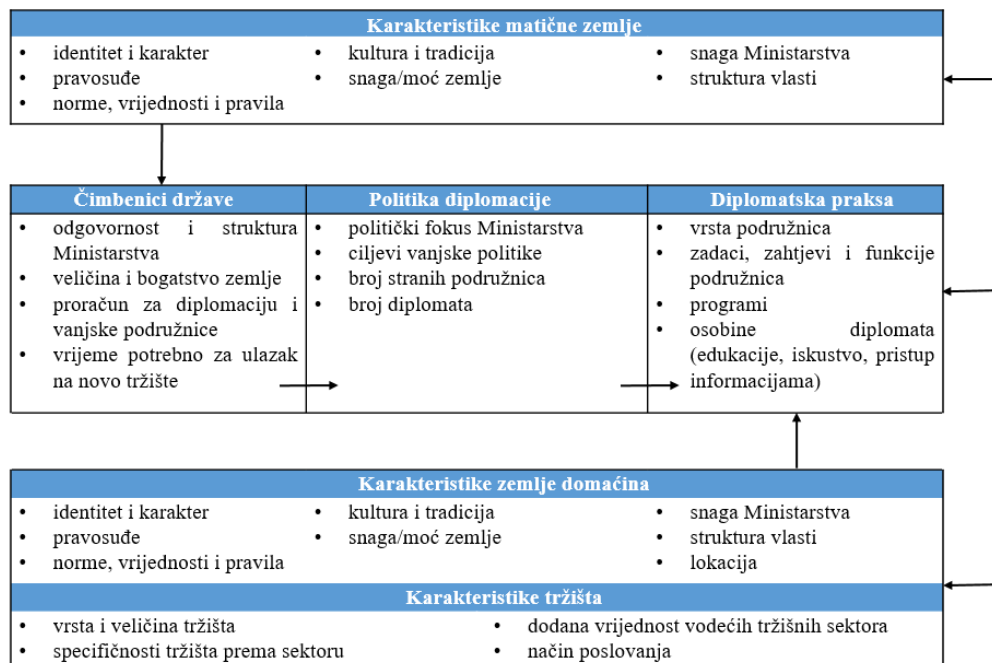 Karakteristike matične zemlje
• identitet i karakter
• pravosuđe
• norme, vrijednosti i pravila
• kultura i tradicija
• snaga/moć zemlje
• snaga Ministarstva
• struktura vlasti
Čimbenici države
• odgovornost i struktura
Ministarstva
• veličina i bogatstvo zemlje
• proračun za diplomaciju i
vanjske podružnice
• vrijeme potrebno za ulazak
na novo tržište
Politika diplomacije
• politički fokus Ministarstva
• ciljevi vanjske politike
• broj stranih podružnica
• broj diplomata
Diplomatska praksa
• vrsta podružnica
• zadaci, zahtjevi i funkcije
podružnica
• programi
• osobine diplomata
(edukacije, iskustvo, pristup
informacijama)
Karakteristike zemlje domaćina
• identitet i karakter
• pravosuđe
• norme, vrijednosti i pravila
• kultura i tradicija
• snaga/moć zemlje
• snaga Ministarstva
• struktura vlasti
• lokacija
Karakteristike tržišta
• vrsta i veličina tržišta
• specifičnosti tržišta prema sektoru
• dodana vrijednost vodećih tržišnih sektora
• način poslovanja